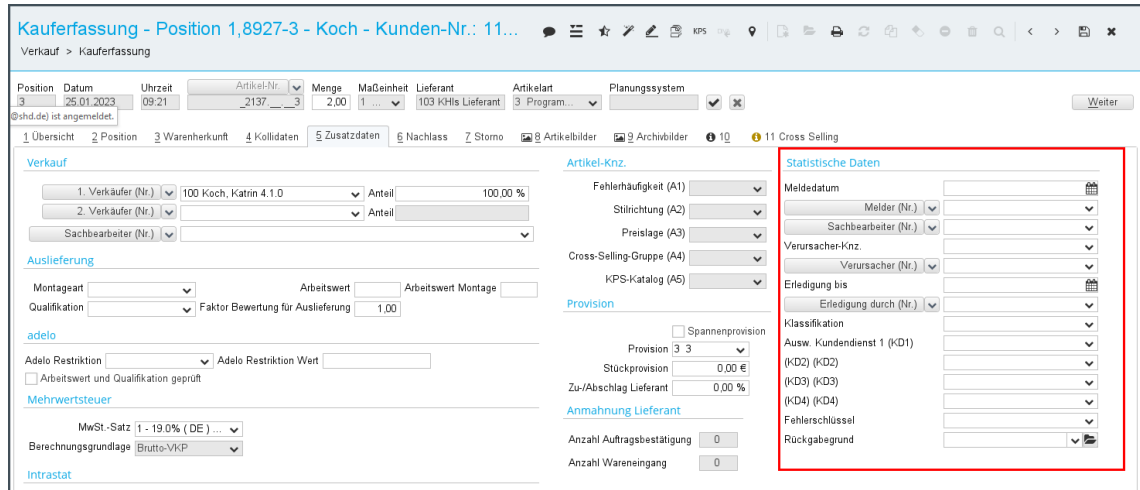 Kauferfassung - Position 1,8927-3 - Koch - Kunden-Nr.: 11...
KPS
Verkauf > Kauferfassung
Position Datum Uhrzeit Artikel-Nr. Menge Maßeinheit Lieferant Artikelart Planungssystem
3 25.01.2023 09:21 _2137.__ __3 2,00 1 ... 103 KHIs Lieferant 3 Program... Weiter
@shd.de) ist angemeldet.
1 Übersicht 2 Position 3 Warenherkunft 4 Kollidaten 5 Zusatzdaten 6 Nachlass 7 Storno 8 Artikelbilder 9 Archivbilder 10 11 Cross Selling
Verkauf
1. Verkäufer (Nr.) 100 Koch, Katrin 4.1.0 Anteil 100,00 %
2. Verkäufer (Nr.) Anteil
Sachbearbeiter (Nr.)
Auslieferung
Montageart Arbeitswert Arbeitswert Montage
Qualifikation Faktor Bewertung für Auslieferung 1,00
adelo
Adelo Restriktion Adelo Restriktion Wert
Arbeitswert und Qualifikation geprüft
Mehrwertsteuer
MwSt.-Satz 1 - 19.0% ( DE ) ...
Berechnungsgrundlage Brutto-VKP
Intrastat
Artikel-Knz.
Fehlerhäufigkeit (A1)
Stilrichtung (A2)
Preislage (A3)
Cross-Selling-Gruppe (A4)
KPS-Katalog (A5)
Provision
Spannenprovision
Provision 3 3
Stückprovision 0,00 €
Zu-/Abschlag Lieferant 0,00 %
Anmahnung Lieferant
Anzahl Auftragsbestätigung 0
Anzahl Wareneingang 0
Statistische Daten
Meldedatum
Melder (Nr.)
Sachbearbeiter (Nr.)
Verursacher-Knz.
Verursacher (Nr.)
Erledigung bis
Erledigung durch (Nr.)
Klassifikation
Ausw. Kundendienst 1 (KD1)
(KD2) (KD2)
(KD3) (KD3)
(KD4) (KD4)
Fehlerschlüssel
Rückgabegrund